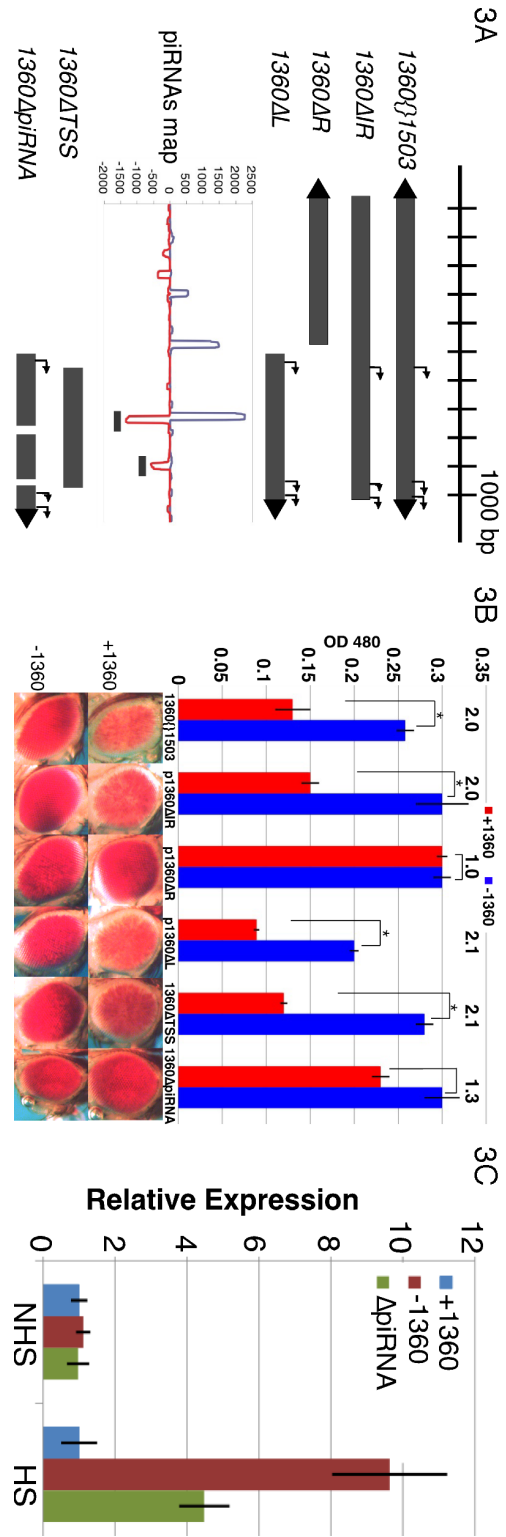 3A
1000 bp
1360{}1503
1360ΔIR
1360ΔR
1360ΔL
piRNAs map
2500
2000
1500
1000
500
0
-500
-1000
-1500
-2000
1360ΔTSS
1360ΔpiRNA
3B
+1360 -1360
0.35
0.3
0.25
0.2
0.15
0.1
0.05
0
OD 480
2.0 2.0 1.0 2.1 2.1 1.3
* * * *
1360{}1503 p1360ΔIR p1360ΔR p1360ΔL 1360ΔTSS 1360ΔpiRNA
+1360
-1360
3C
12
10
8
6
4
2
0
Relative Expression
+1360
-1360
ΔpiRNA
NHS HS